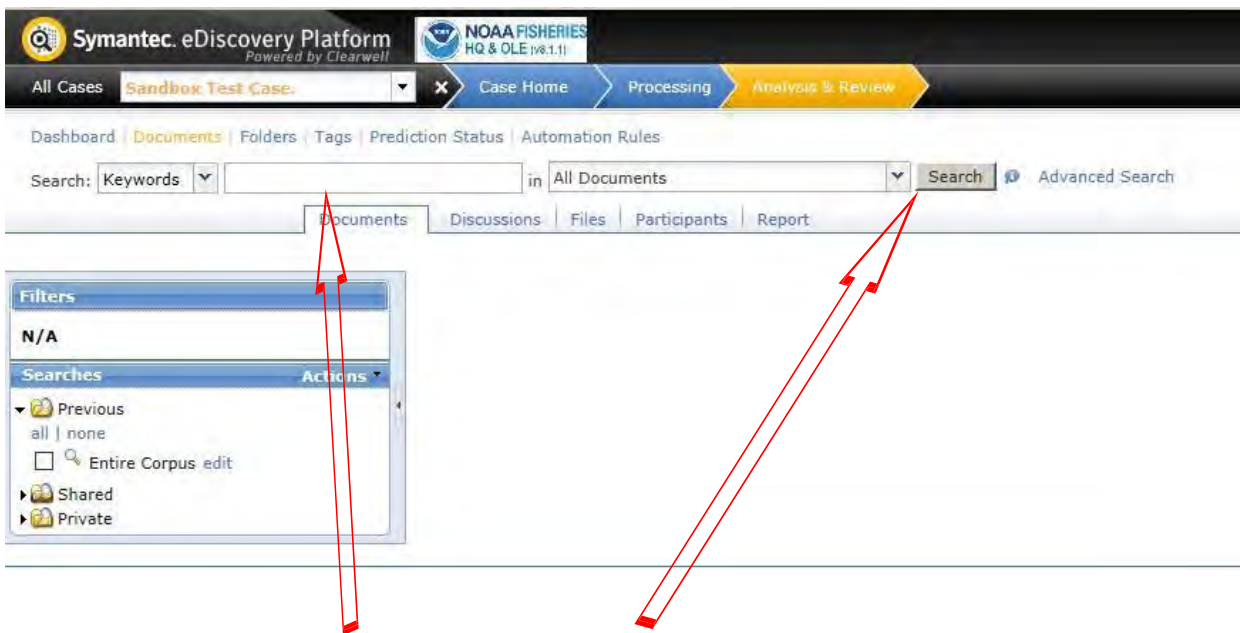 Symantec. eDiscovery Platform
Powered by Clearwell
NOAA FISHERIES
HQ & OLE (v8.1.1)
All Cases Sandbox Test Case. Case Home Processing Analysis & Review
Dashboard Documents Folders Tags Prediction Status Automation Rules
Search: Keywords in All Documents Search Advanced Search
Documents Discussions Files Participants Report
Filters
N/A
Searches Actions
Previous
all | none
Entire Corpus edit
Shared
Private